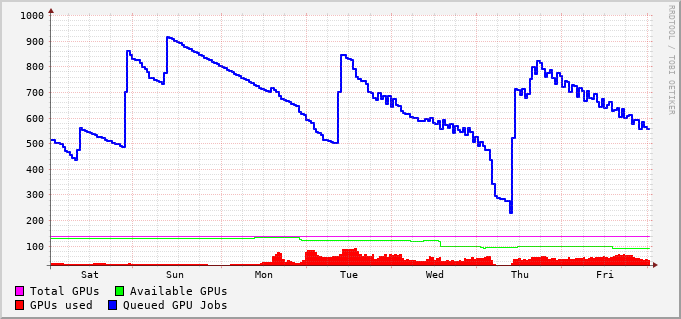 1000
900
800
700
600
500
400
300
200
100
Sat Sun Mon Tue Wed Thu Fri
Total GPUs Available GPUs
GPUs used Queued GPU Jobs
RRDTOOL / TOBI OETIKER